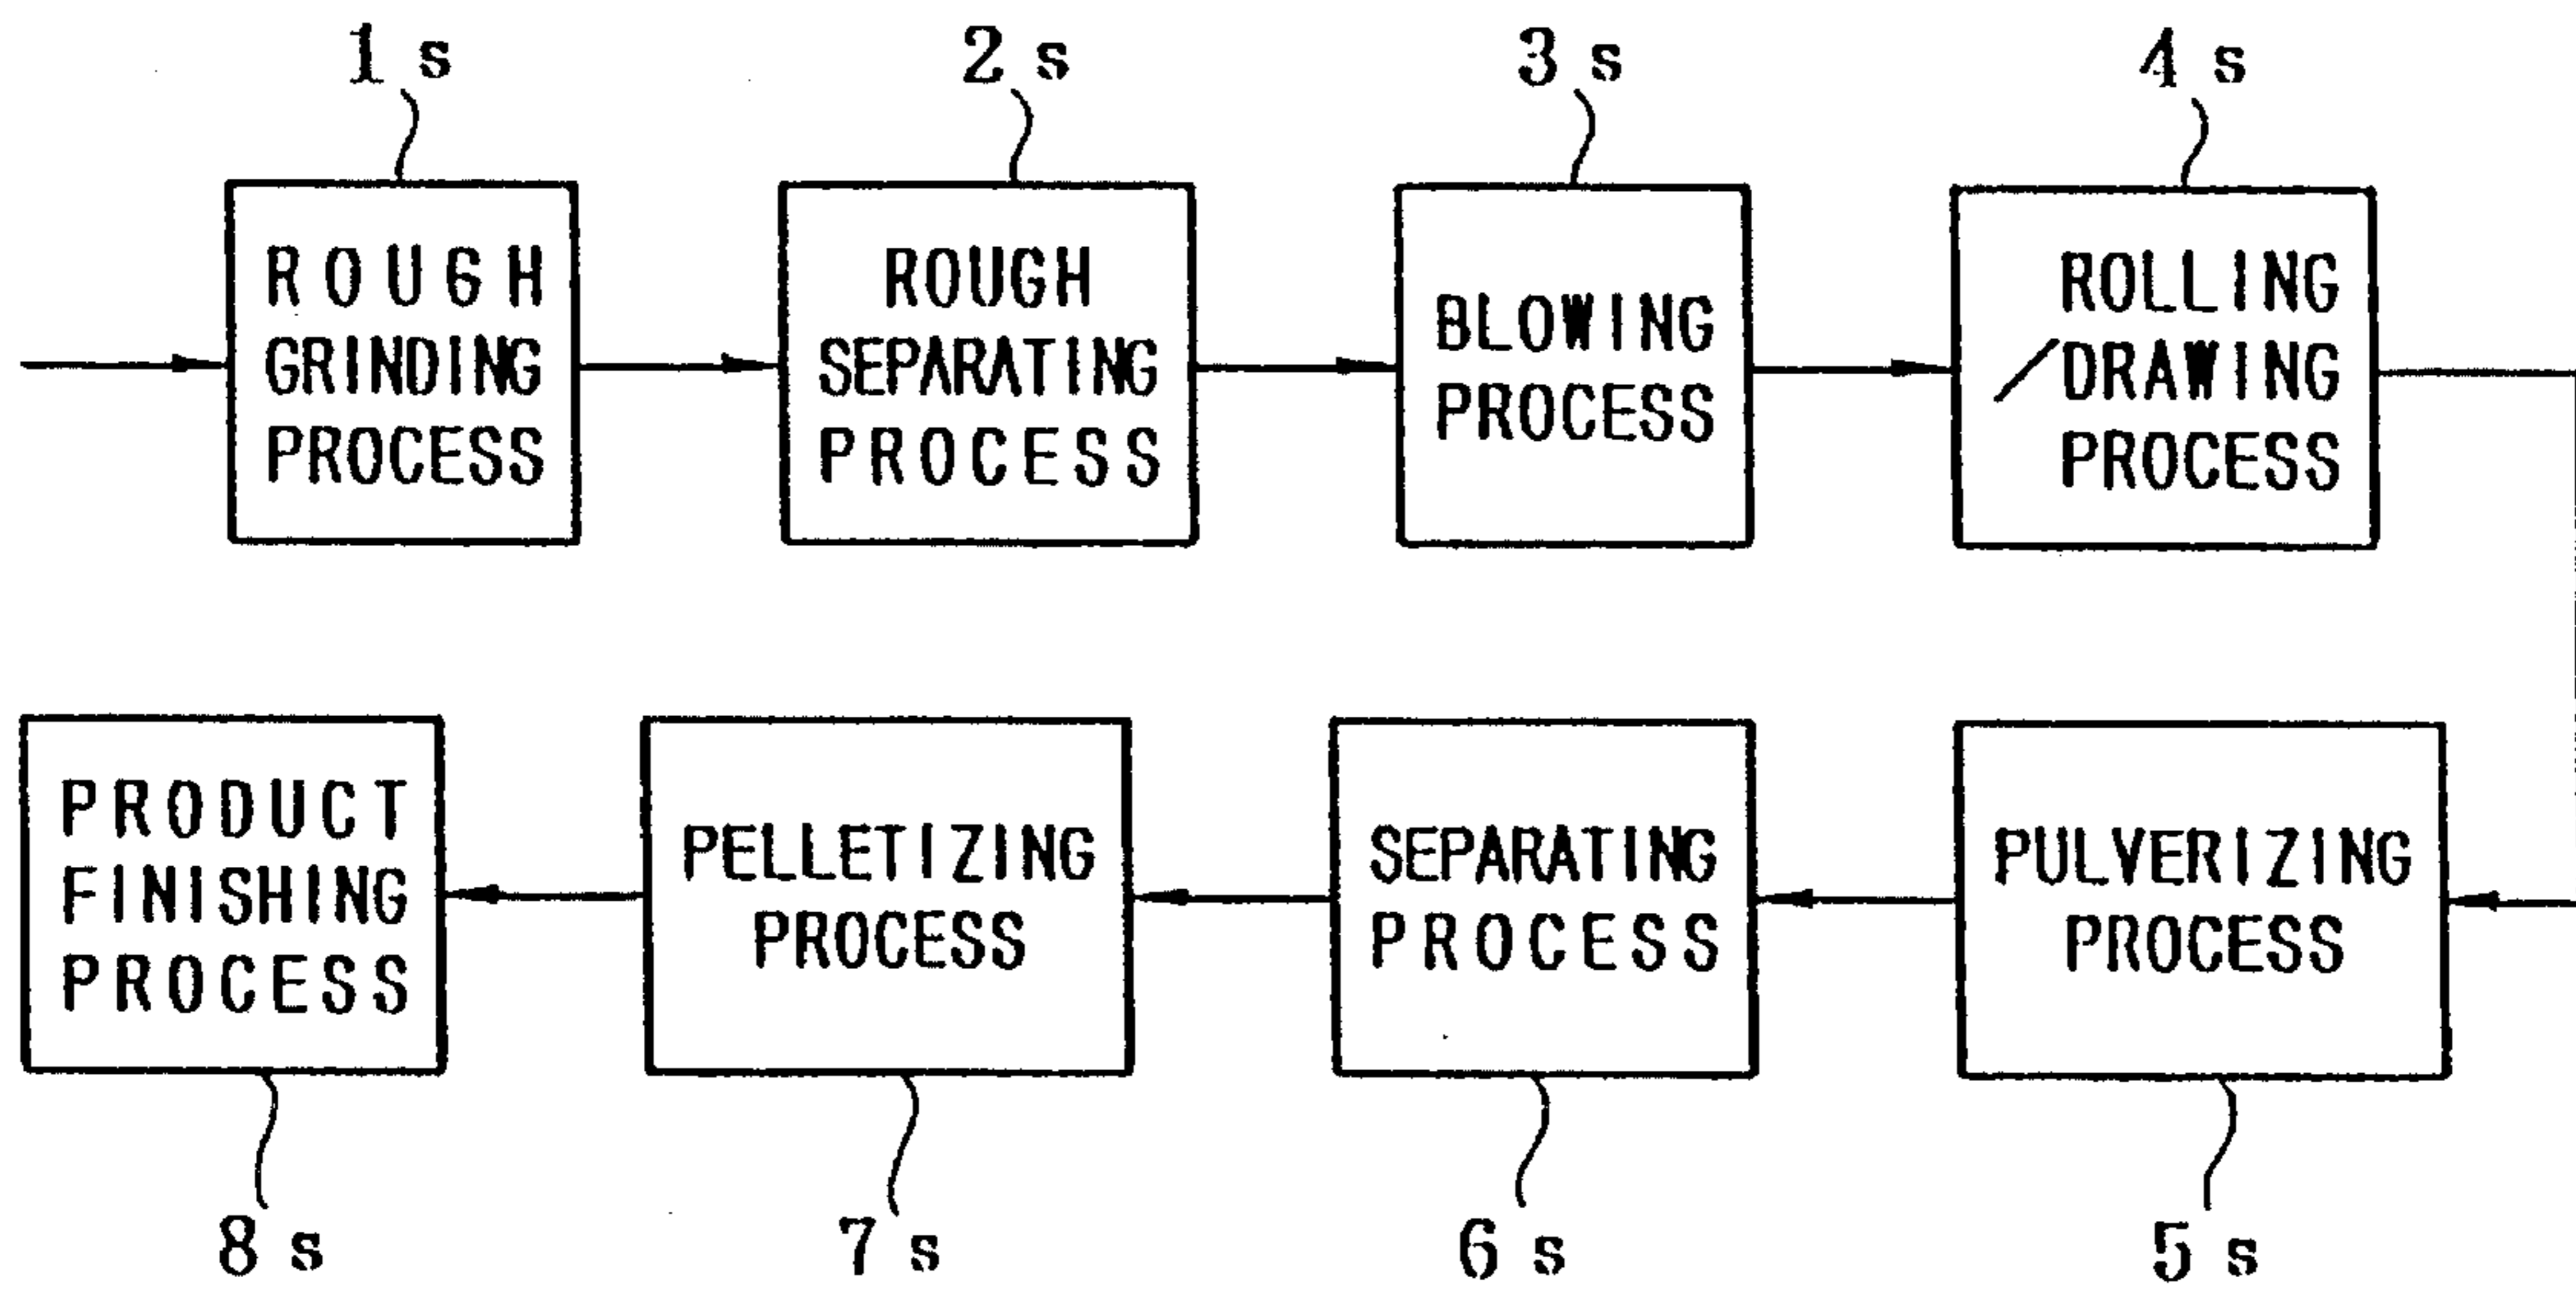 1s 2s 3s 4s
ROUGH
GRINDING
PROCESS
ROUGH
SEPARATING
PROCESS
BLOWING
PROCESS
ROLLING
/DRAWING
PROCESS
PRODUCT
FINISHING
PROCESS
PELLETIZING
PROCESS
SEPARATING
PROCESS
PULVERIZING
PROCESS
8s 7s 6s 5s